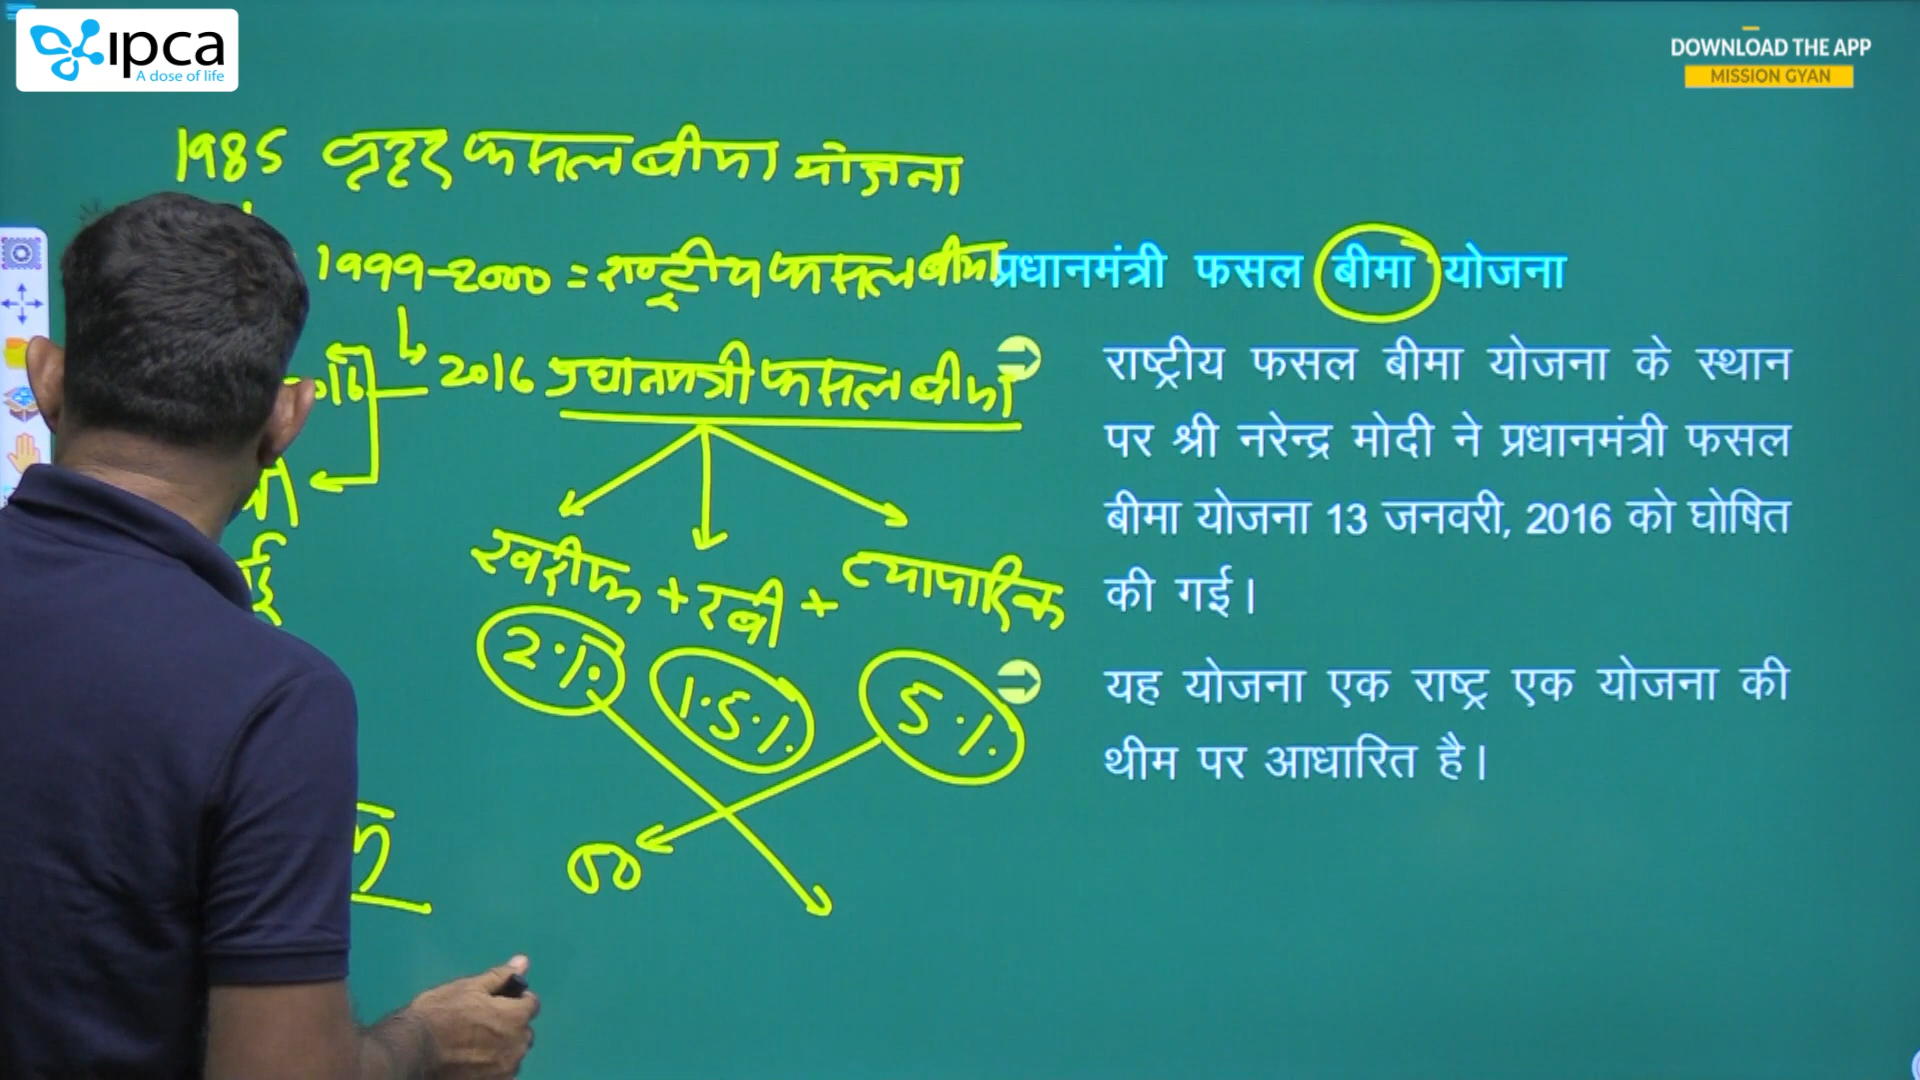 ipca
A dose of life
DOWNLOAD THE APP
MISSION GYAN
1985 वृहद फसल बीमा योजना
1999-2000 = राष्ट्रीय फसल बीमा
2016 प्रधानमंत्री फसल बीमा
खरीफ + रबी + व्यापारिक
2% 1.5% 5%
प्रधानमंत्री फसल बीमा योजना
राष्ट्रीय फसल बीमा योजना के स्थान
पर श्री नरेन्द्र मोदी ने प्रधानमंत्री फसल
बीमा योजना 13 जनवरी, 2016 को घोषित
की गई।
यह योजना एक राष्ट्र एक योजना की
थीम पर आधारित है।